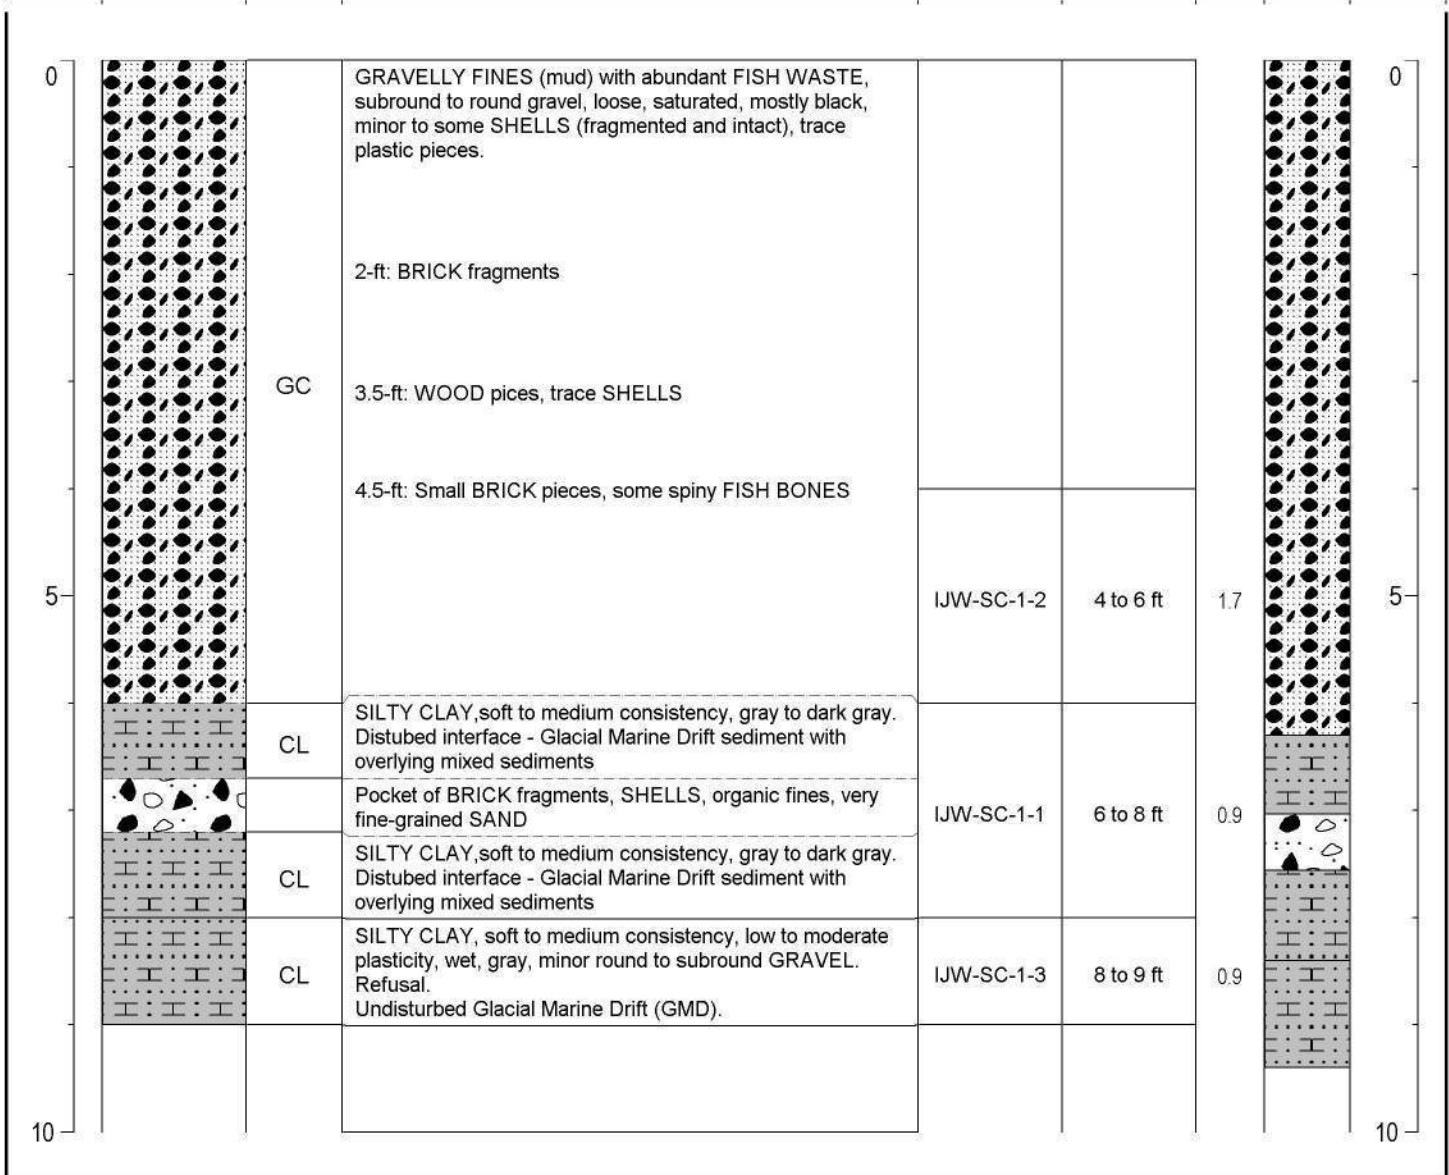 0
GRAVELLY FINES (mud) with abundant FISH WASTE,
subround to round gravel, loose, saturated, mostly black,
minor to some SHELLS (fragmented and intact), trace
plastic pieces.
0
2-ft: BRICK fragments
GC
3.5-ft: WOOD pices, trace SHELLS
4.5-ft: Small BRICK pieces, some spiny FISH BONES
5
IJW-SC-1-2
4 to 6 ft
1.7
5
SILTY CLAY,soft to medium consistency, gray to dark gray.
Distubed interface - Glacial Marine Drift sediment with
overlying mixed sediments
CL
Pocket of BRICK fragments, SHELLS, organic fines, very
fine-grained SAND
IJW-SC-1-1
6 to 8 ft
0.9
SILTY CLAY,soft to medium consistency, gray to dark gray.
Distubed interface - Glacial Marine Drift sediment with
overlying mixed sediments
CL
SILTY CLAY, soft to medium consistency, low to moderate
plasticity, wet, gray, minor round to subround GRAVEL.
Refusal.
Undisturbed Glacial Marine Drift (GMD).
CL
IJW-SC-1-3
8 to 9 ft
0.9
10
10